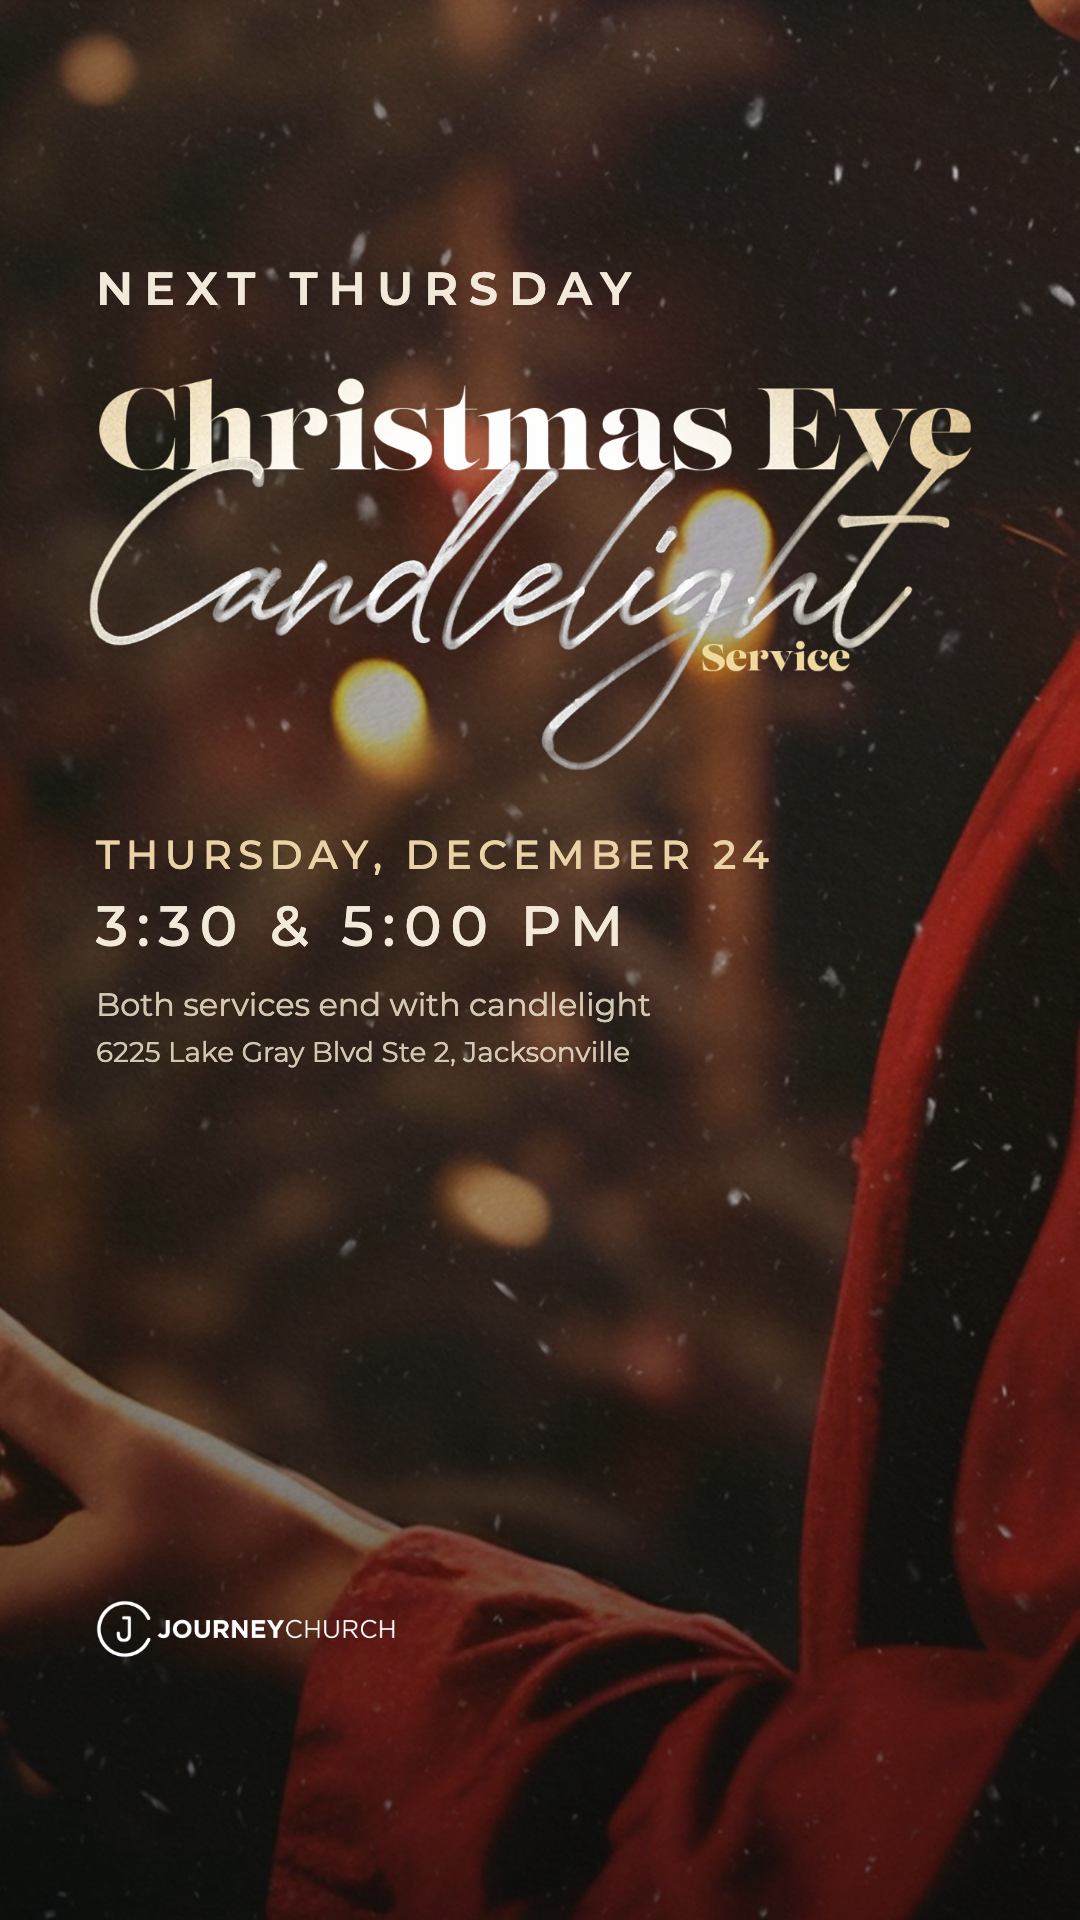 NEXT THURSDAY
Christmas Eve
Candlelight
Service
THURSDAY, DECEMBER 24
3:30 & 5:00 PM
Both services end with candlelight
6225 Lake Gray Blvd Ste 2, Jacksonville
J JOURNEYCHURCH